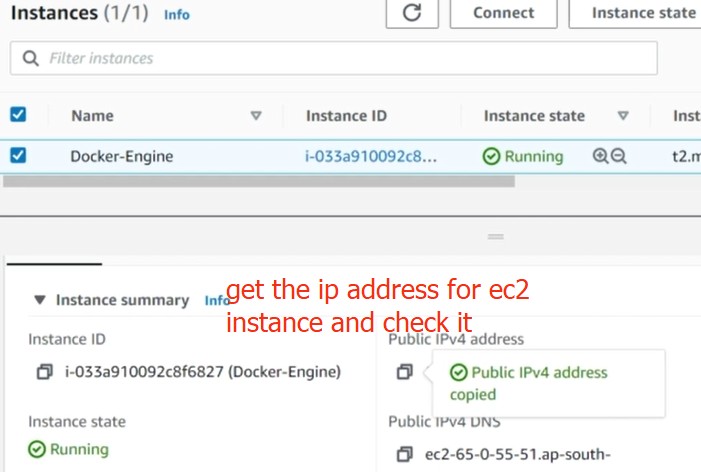 Instances (1/1) Info
Connect
Instance state
Filter instances
Name Instance ID Instance state Inst
Docker-Engine i-033a910092c8... Running t2.m
get the ip address for ec2
instance and check it
Instance summary Info
Instance ID
i-033a910092c8f6827 (Docker-Engine)
Public IPv4 address
Public IPv4 address
copied
Instance state
Running
Public IPv4 DNS
ec2-65-0-55-51.ap-south-